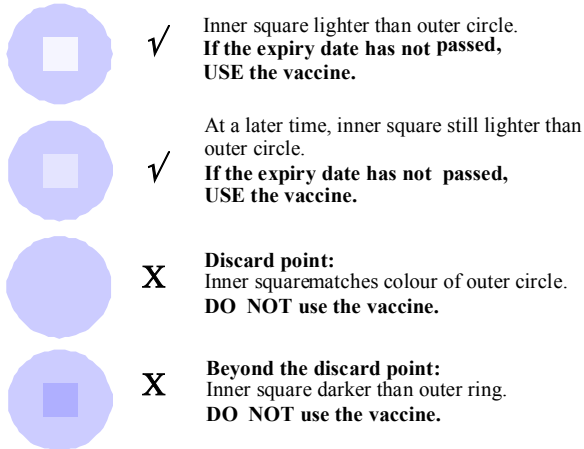 √ Inner square lighter than outer circle.
If the expiry date has not passed,
USE the vaccine.
At a later time, inner square still lighter than
outer circle.
√ If the expiry date has not passed,
USE the vaccine.
Discard point:
X Inner squarematches colour of outer circle.
DO NOT use the vaccine.
Beyond the discard point:
X Inner square darker than outer ring.
DO NOT use the vaccine.